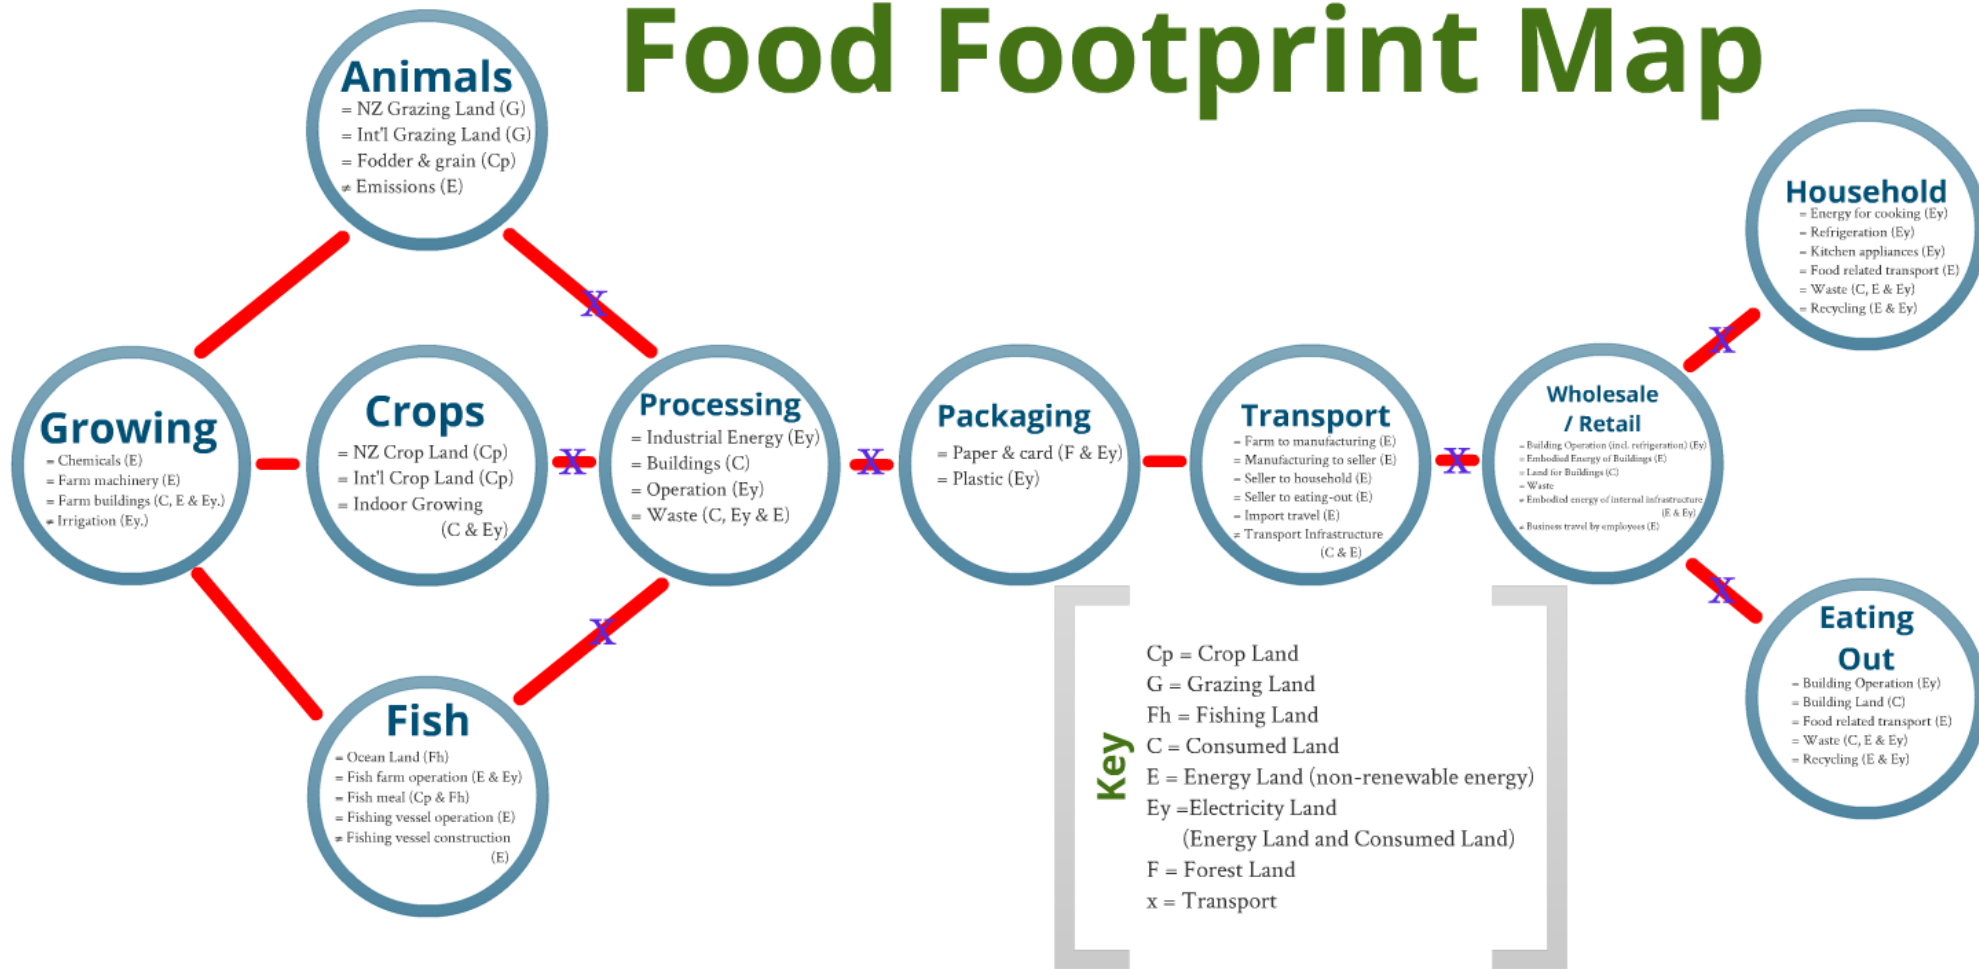 Food Footprint Map
Animals
= NZ Grazing Land (G)
= Int'l Grazing Land (G)
= Fodder & grain (Cp)
≠ Emissions (E)
Growing
= Chemicals (E)
= Farm machinery (E)
= Farm buildings (C, E & Ey.)
≠ Irrigation (Ey.)
Crops
= NZ Crop Land (Cp)
= Int'l Crop Land (Cp)
= Indoor Growing
(C & Ey)
Fish
= Ocean Land (Fh)
= Fish farm operation (E & Ey)
= Fish meal (Cp & Fh)
= Fishing vessel operation (E)
≠ Fishing vessel construction
(E)
x
x
x
Processing
= Industrial Energy (Ey)
= Buildings (C)
= Operation (Ey)
= Waste (C, Ey & E)
x
Packaging
= Paper & card (F & Ey)
= Plastic (Ey)
Transport
= Farm to manufacturing (E)
= Manufacturing to seller (E)
= Seller to household (E)
= Seller to eating-out (E)
= Import travel (E)
≠ Transport Infrastructure
(C & E)
x
Wholesale
/ Retail
= Building Operation (incl. refrigeration) (Ey)
= Embodied Energy of Buildings (E)
= Land for Buildings (C)
= Waste
≠ Embodied energy of internal infrastructure
(E & Ey)
≠ Business travel by employees (E)
x
x
Household
= Energy for cooking (Ey)
= Refrigeration (Ey)
= Kitchen appliances (Ey)
= Food related transport (E)
= Waste (C, E & Ey)
= Recycling (E & Ey)
Eating
Out
= Building Operation (Ey)
= Building Land (C)
= Food related transport (E)
= Waste (C, E & Ey)
= Recycling (E & Ey)
Key
Cp = Crop Land
G = Grazing Land
Fh = Fishing Land
C = Consumed Land
E = Energy Land (non-renewable energy)
Ey =Electricity Land
(Energy Land and Consumed Land)
F = Forest Land
x = Transport